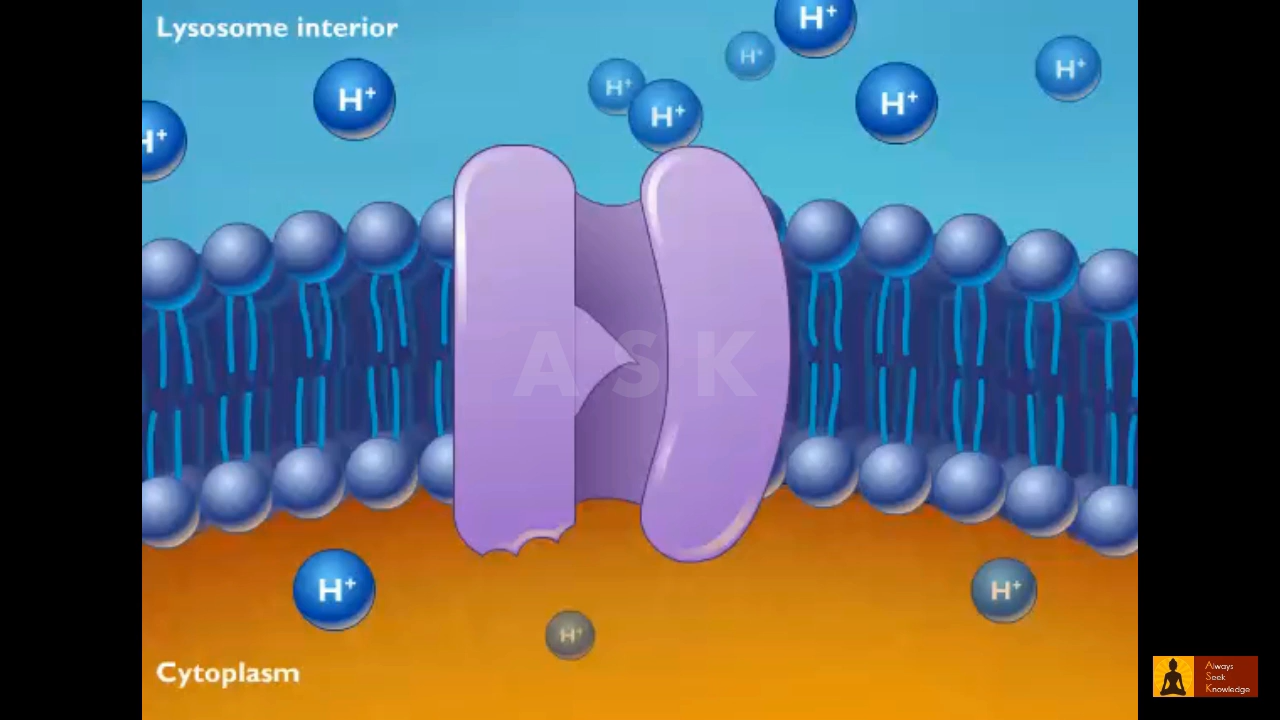 Lysosome interior
H⁺
H⁺
H⁺
H⁺
H⁺
H⁺
H⁺
H⁺
ASK
H⁺
H⁺
H⁺
Cytoplasm
Always
Seek
Knowledge